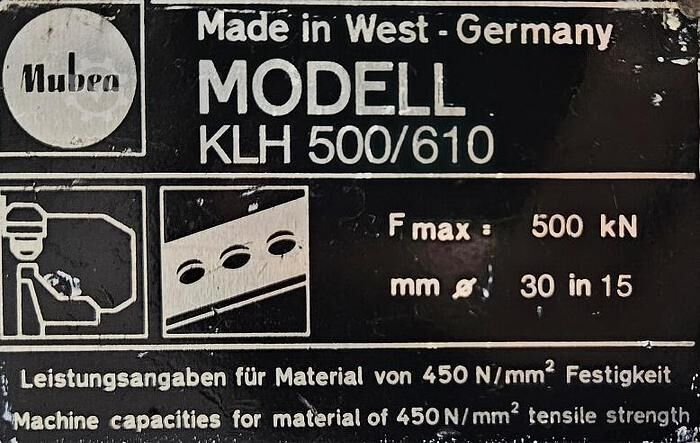 Made in West - Germany
Mubea
MODELL
KLH 500/610
F max : 500 kN
mm ø 30 in 15
Leistungsangaben für Material von 450 N/mm² Festigkeit
Machine capacities for material of 450 N/mm² tensile strength